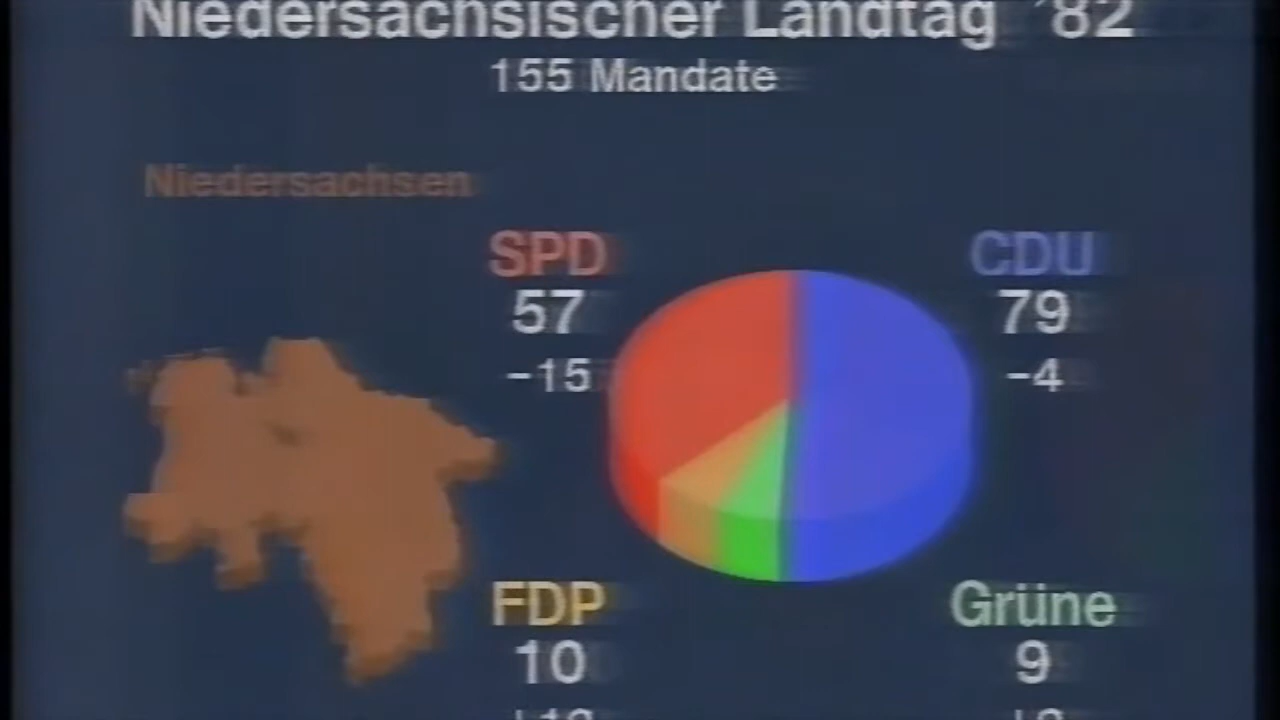 Niedersächsischer Landtag '82
155 Mandate
Niedersachsen
SPD
57
-15
CDU
79
-4
FDP
10
Grüne
9